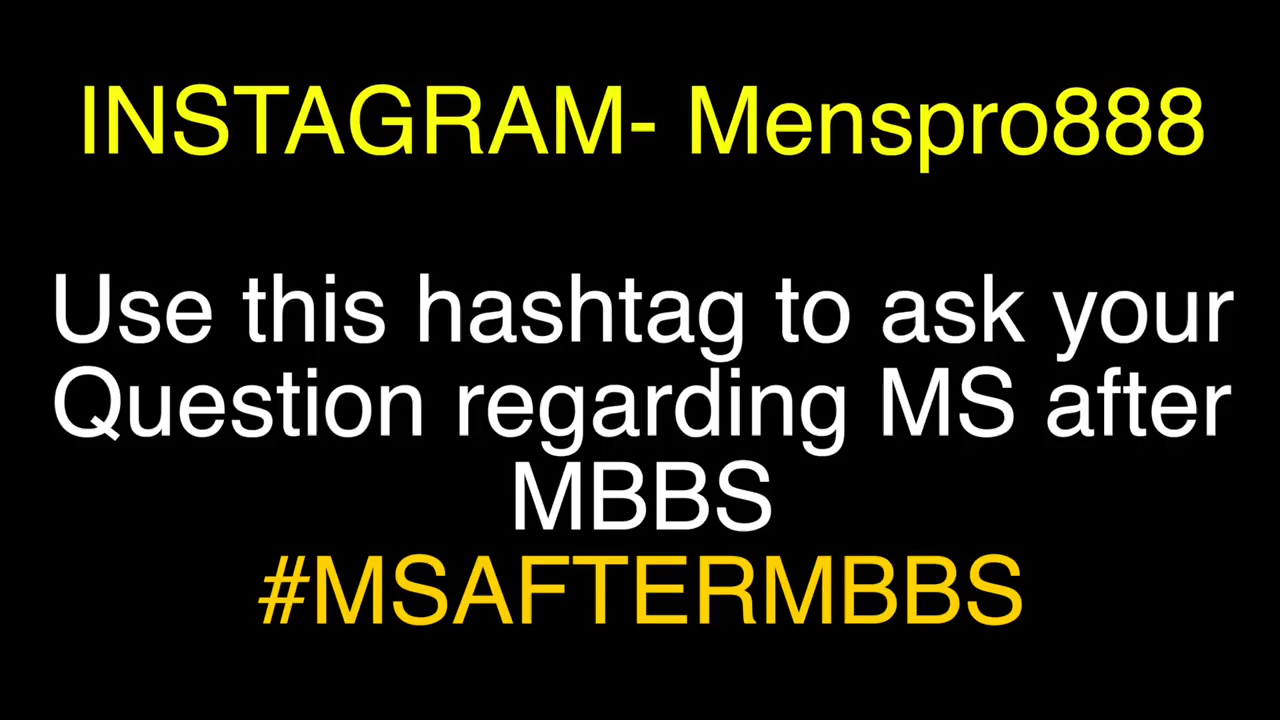 INSTAGRAM- Menspro888
Use this hashtag to ask your
Question regarding MS after
MBBS
#MSAFTERMBBS